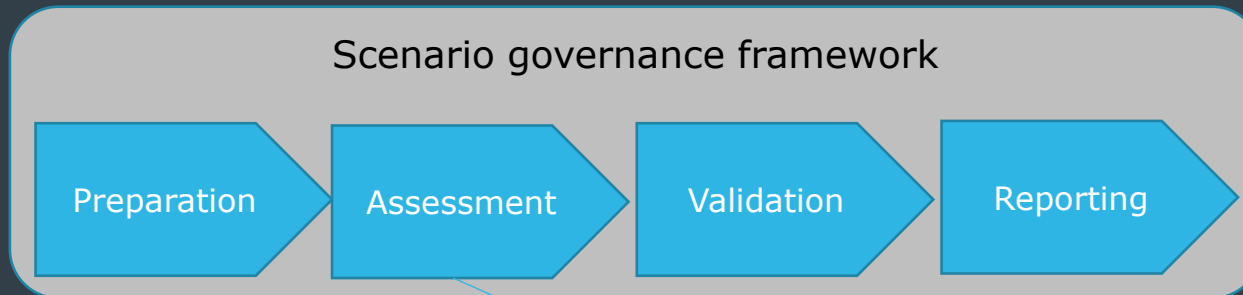 Scenario governance framework
Preparation
Assessment
Validation
Reporting